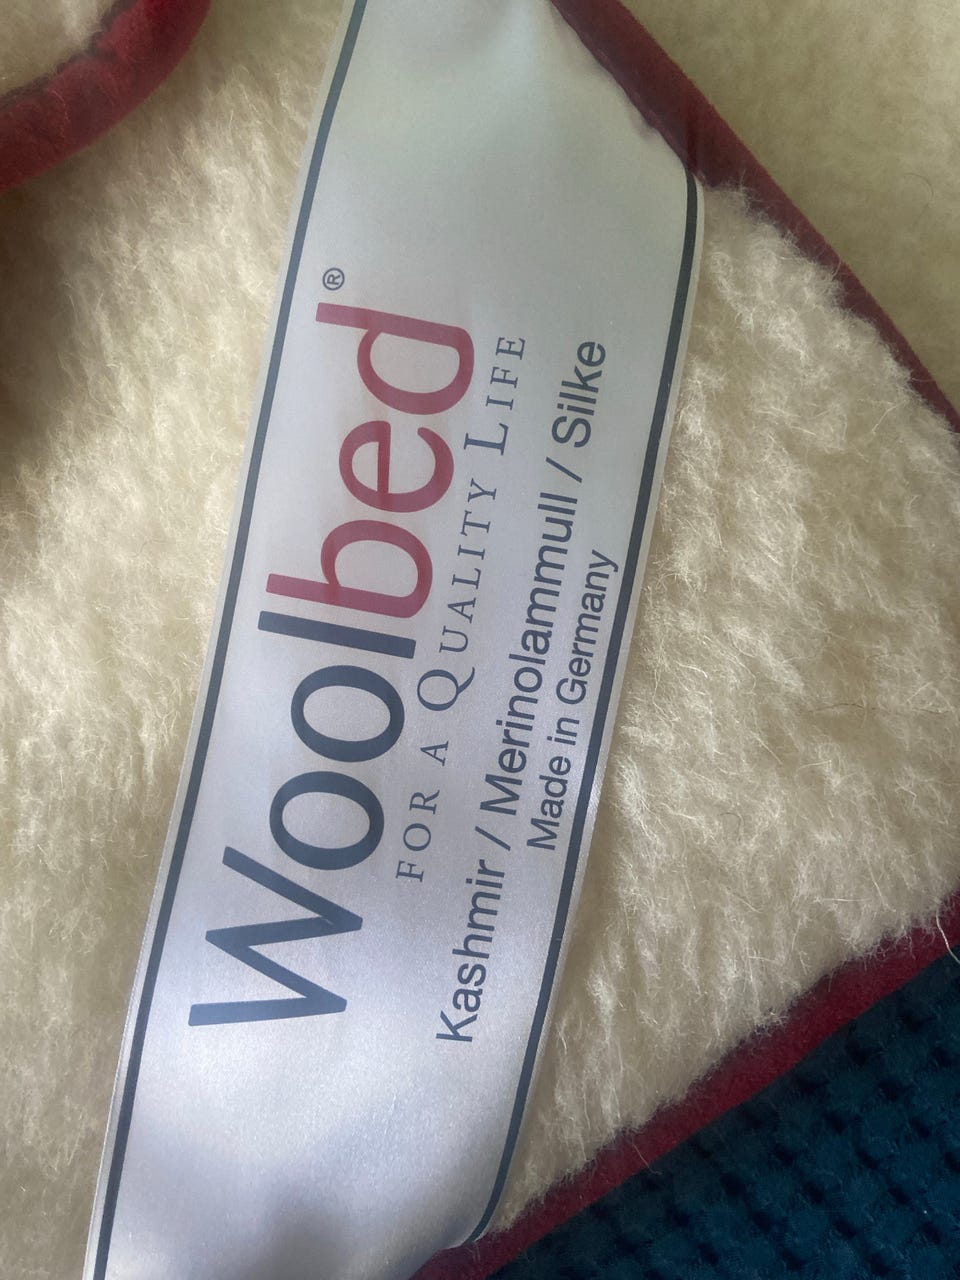 Woolbed®
FOR A QUALITY LIFE
Kashmir / Merinolammull / Silke
Made in Germany